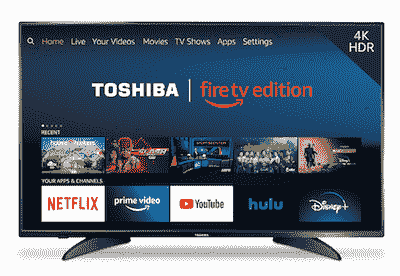 Home Live Your Videos Movies TV Shows Apps Settings
4K
HDR
TOSHIBA | fire tv edition
RECENT
YOUR APPS & CHANNELS
NETFLIX
prime video
YouTube
hulu
Disney+
TOSHIBA